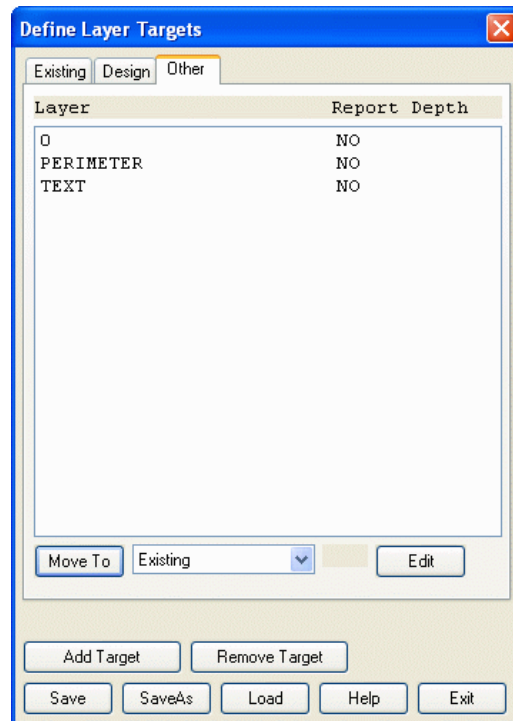 Define Layer Targets
Existing Design Other
Layer Report Depth
0 NO
PERIMETER NO
TEXT NO
Move To Existing Edit
Add Target Remove Target
Save SaveAs Load Help Exit